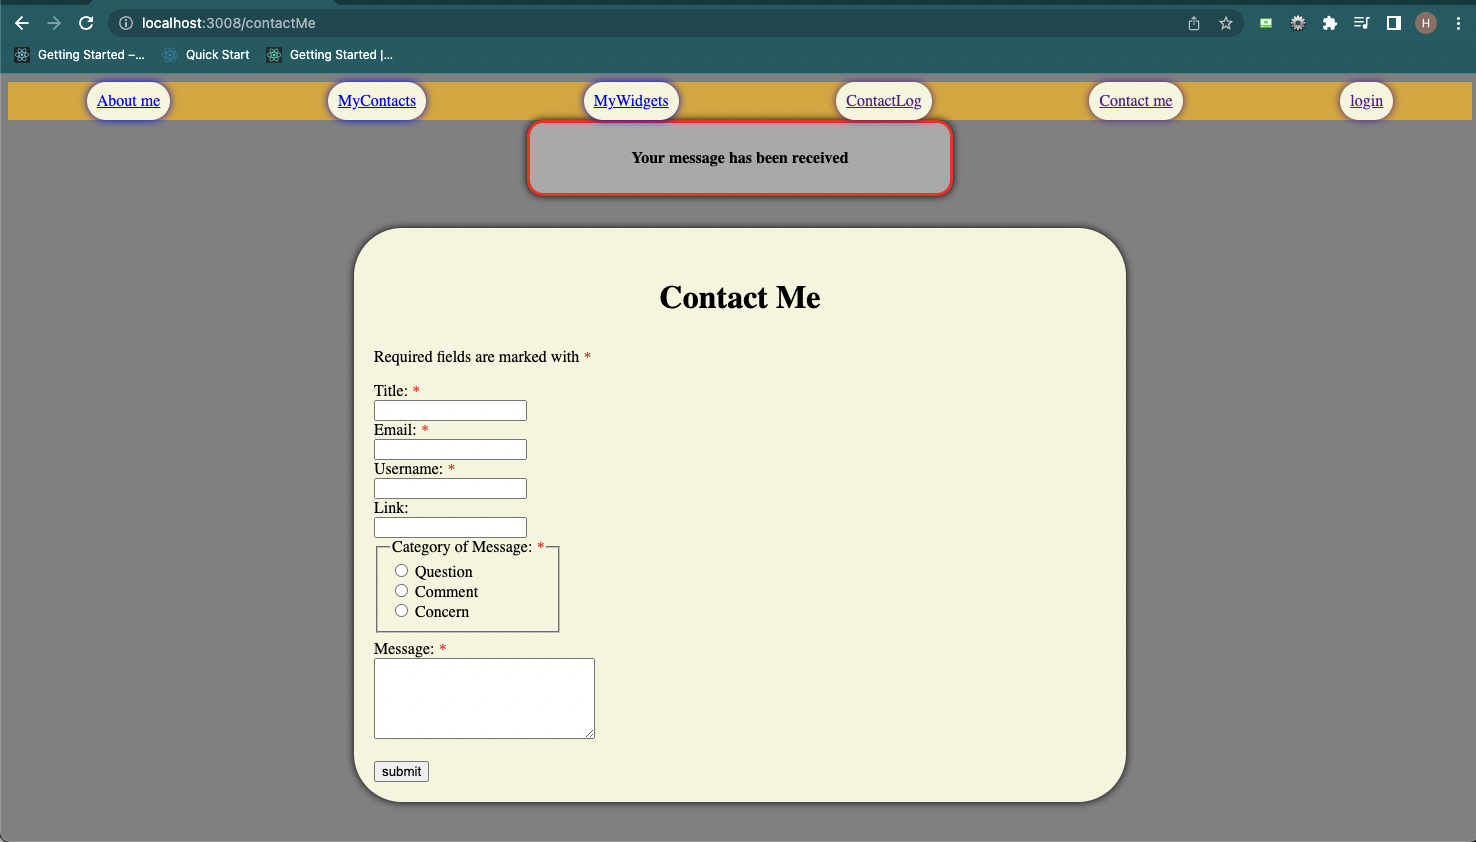 localhost:3008/contactMe
H
Getting Started –... Quick Start Getting Started |...
About me MyContacts MyWidgets ContactLog Contact me login
Your message has been received
Contact Me
Required fields are marked with *
Title: *
Email: *
Username: *
Link:
Category of Message: *
Question
Comment
Concern
Message: *
submit